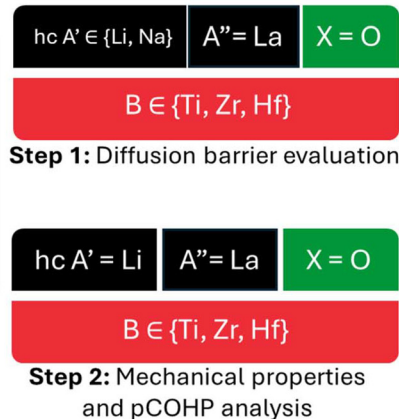 hc A' ∈ {Li, Na} A”= La X = O
B ∈ {Ti, Zr, Hf}
Step 1: Diffusion barrier evaluation
hc A' = Li A”= La X = O
B ∈ {Ti, Zr, Hf}
Step 2: Mechanical properties
and pCOHP analysis